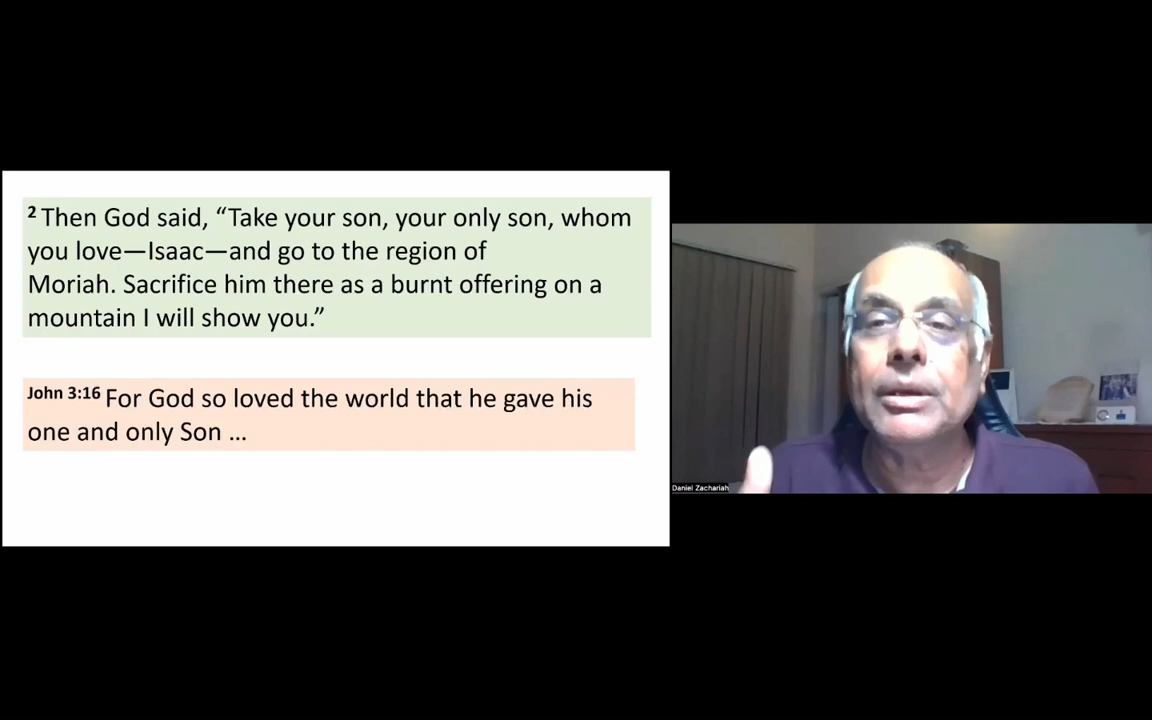 2 Then God said, “Take your son, your only son, whom
you love—Isaac—and go to the region of
Moriah. Sacrifice him there as a burnt offering on a
mountain I will show you.”
John 3:16 For God so loved the world that he gave his
one and only Son ...
Daniel Zachariah